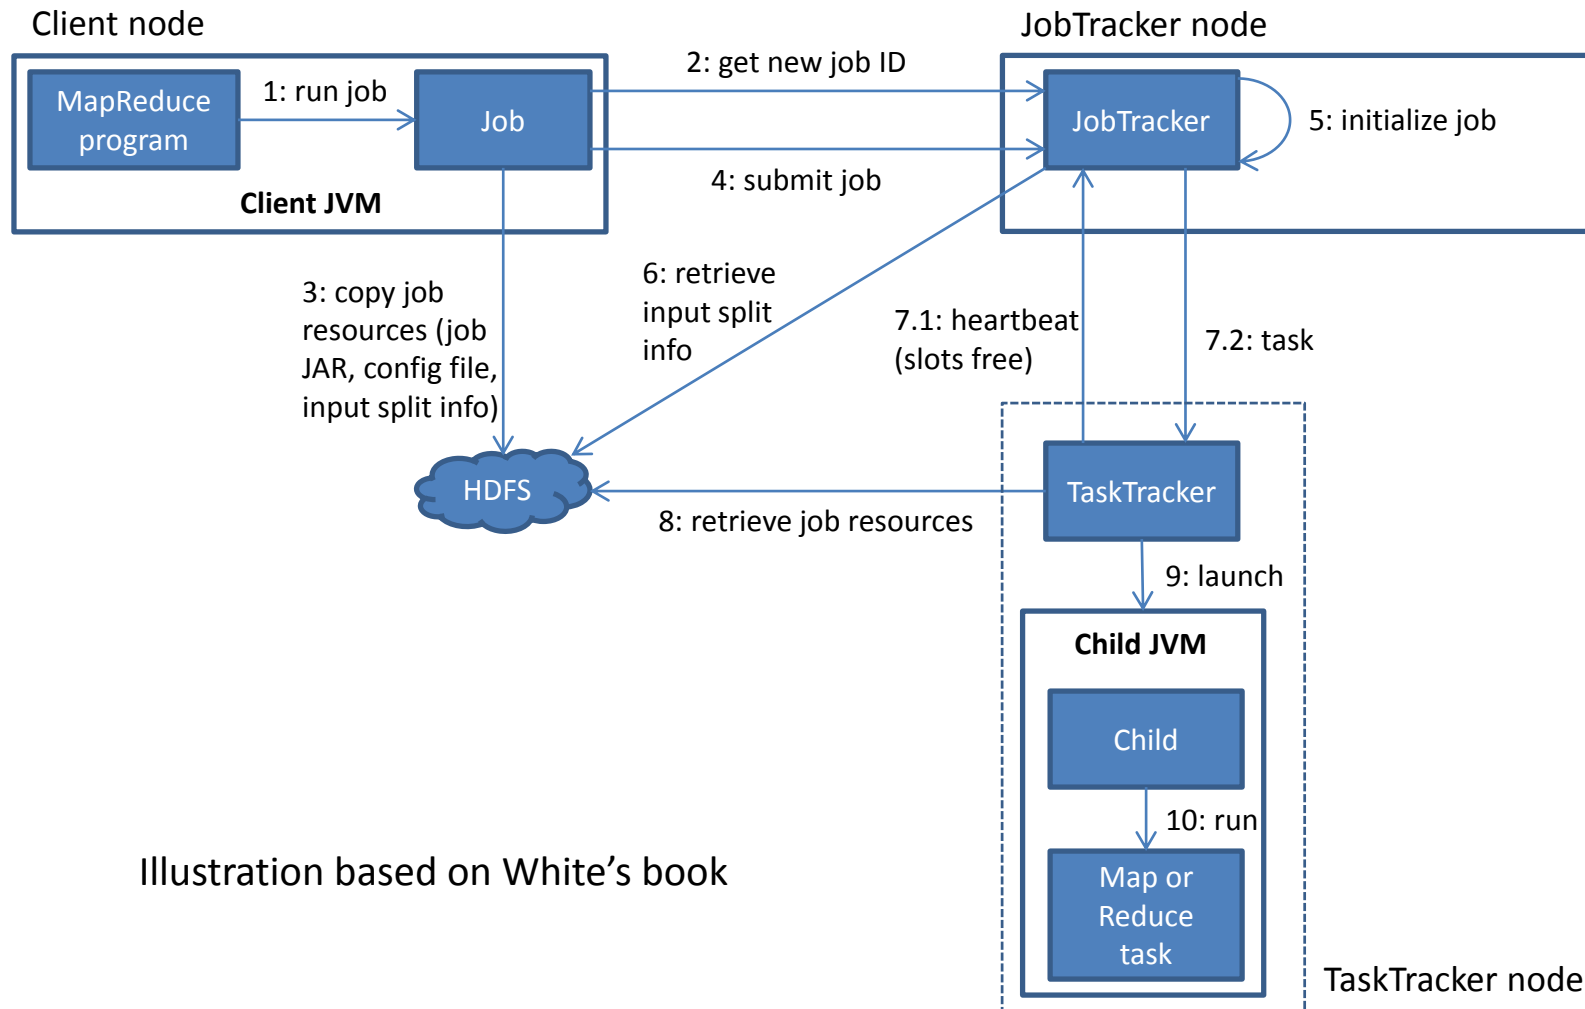 Client node
JobTracker node
MapReduce
program
1: run job
Job
Client JVM
2: get new job ID
4: submit job
JobTracker
5: initialize job
3: copy job
resources (job
JAR, config file,
input split info)
6: retrieve
input split
info
7.1: heartbeat
(slots free)
7.2: task
HDFS
8: retrieve job resources
TaskTracker
9: launch
Child JVM
Child
10: run
Map or
Reduce
task
Illustration based on White’s book
TaskTracker node